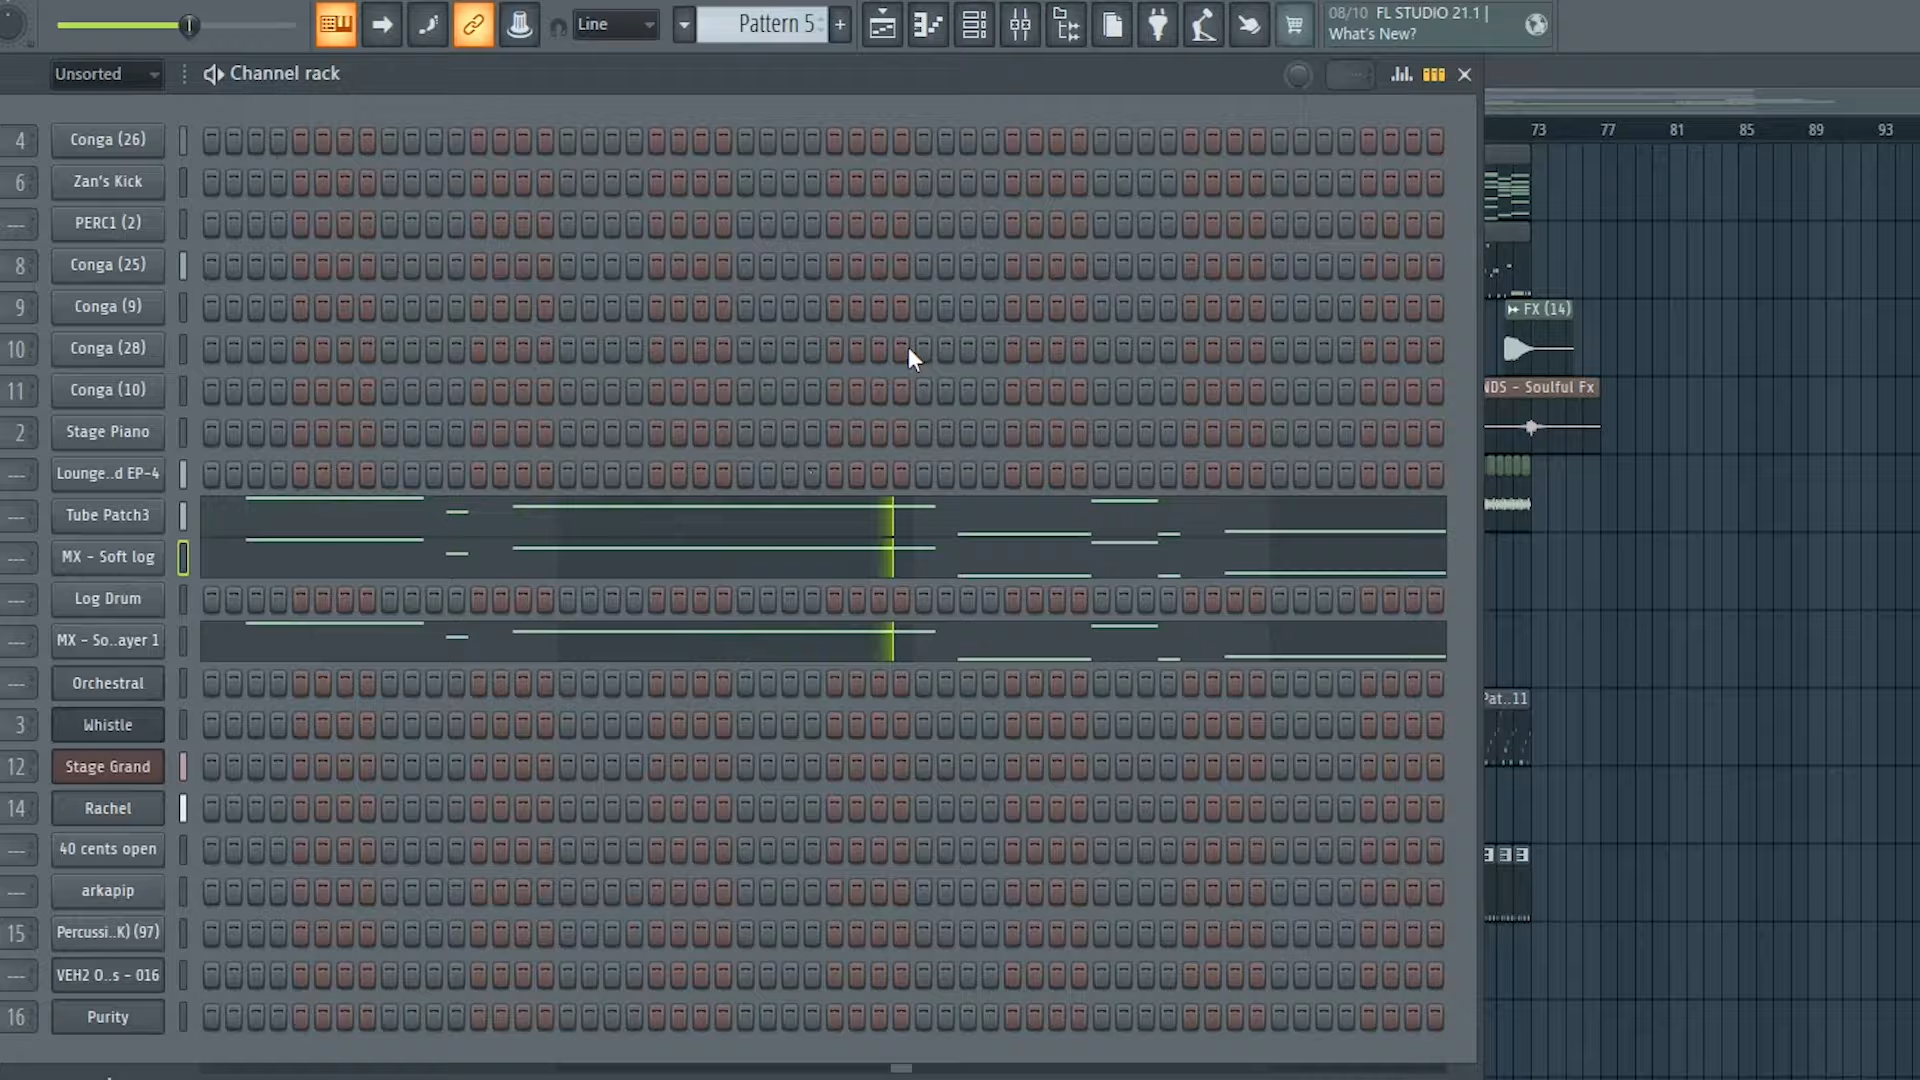 Line
Pattern 5
+
08/10 FL STUDIO 21.1 |
What's New?
Unsorted
Channel rack
73 77 81 85 89 93
4 Conga (26)
6 Zan's Kick
--- PERC1 (2)
8 Conga (25)
9 Conga (9)
FX (14)
10 Conga (28)
11 Conga (10)
NDS - Soulful Fx
2 Stage Piano
--- Lounge..d EP-4
--- Tube Patch3
--- MX - Soft log
--- Log Drum
--- MX - So..ayer 1
--- Orchestral
Pat..11
3 Whistle
12 Stage Grand
14 Rachel
--- 40 cents open
--- arkapip
15 Percussi..K) (97)
--- VEH2 O..s - 016
16 Purity